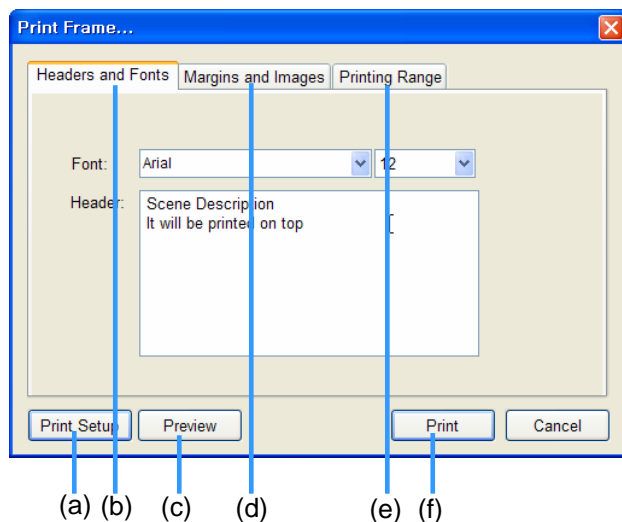 Print Frame...
Headers and Fonts Margins and Images Printing Range
Font: Arial 12
Header: Scene Description
It will be printed on top
Print Setup Preview Print Cancel
(a) (b) (c) (d) (e) (f)